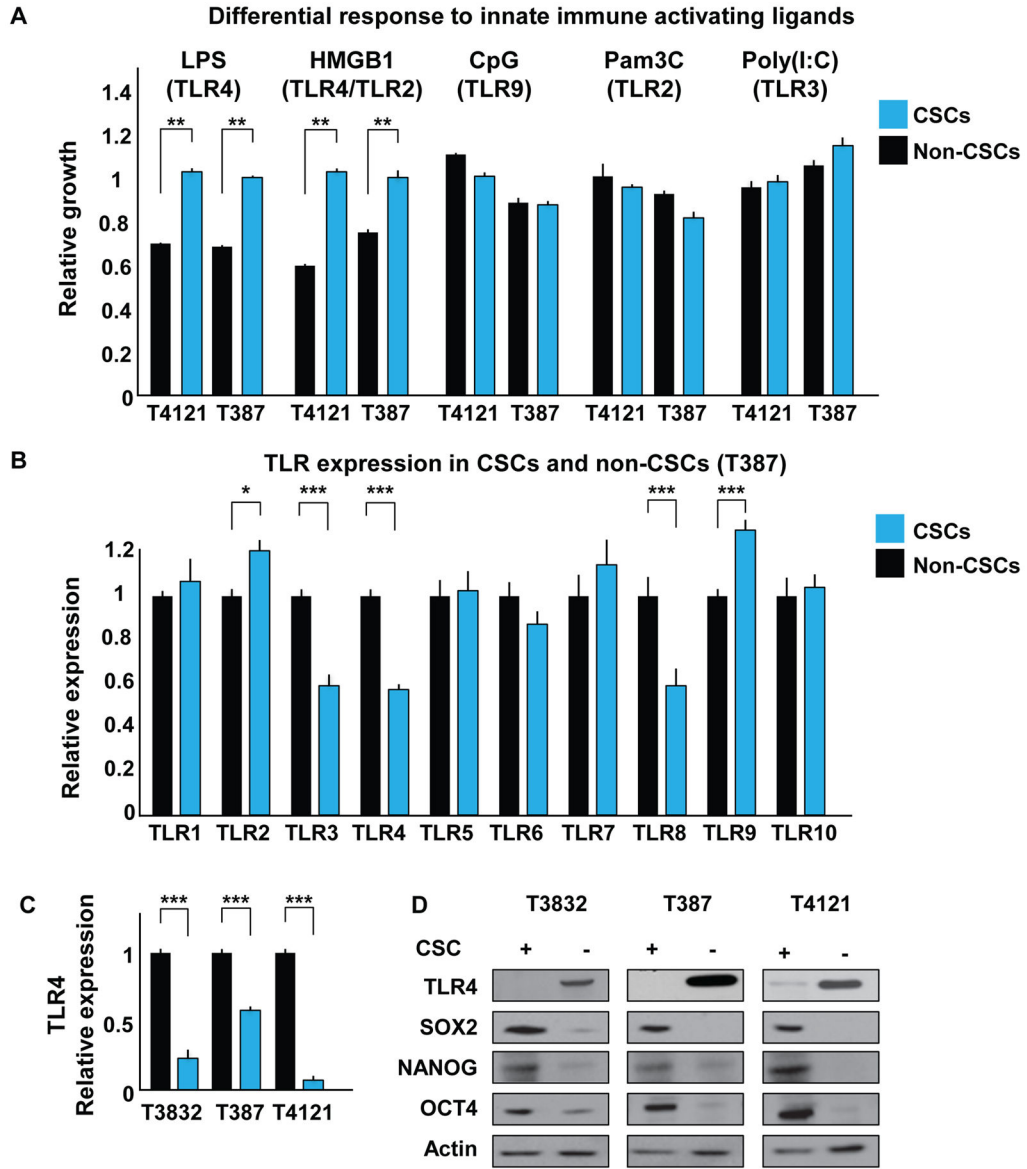 A
Differential response to innate immune activating ligands
LPS
(TLR4)
HMGB1
(TLR4/TLR2)
CpG
(TLR9)
Pam3C
(TLR2)
Poly(I:C)
(TLR3)
CSCs
Non-CSCs
Relative growth
1.4
1.2
1
0.8
0.6
0.4
0.2
0
** ** ** **
T4121 T387 T4121 T387 T4121 T387 T4121 T387 T4121 T387
B
TLR expression in CSCs and non-CSCs (T387)
* *** *** *** ***
CSCs
Non-CSCs
Relative expression
1.2
1
0.8
0.6
0.4
0.2
0
TLR1 TLR2 TLR3 TLR4 TLR5 TLR6 TLR7 TLR8 TLR9 TLR10
C
TLR4
Relative expression
*** *** ***
1
0.5
0
T3832 T387 T4121
D
T3832 T387 T4121
CSC + - + - + -
TLR4
SOX2
NANOG
OCT4
Actin